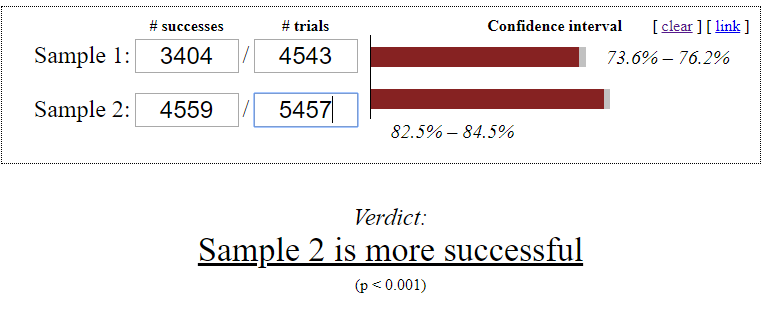 # successes # trials Confidence interval [ clear ] [ link ]
Sample 1: 3404 / 4543 73.6% – 76.2%
Sample 2: 4559 / 5457
82.5% – 84.5%
Verdict:
Sample 2 is more successful
(p < 0.001)